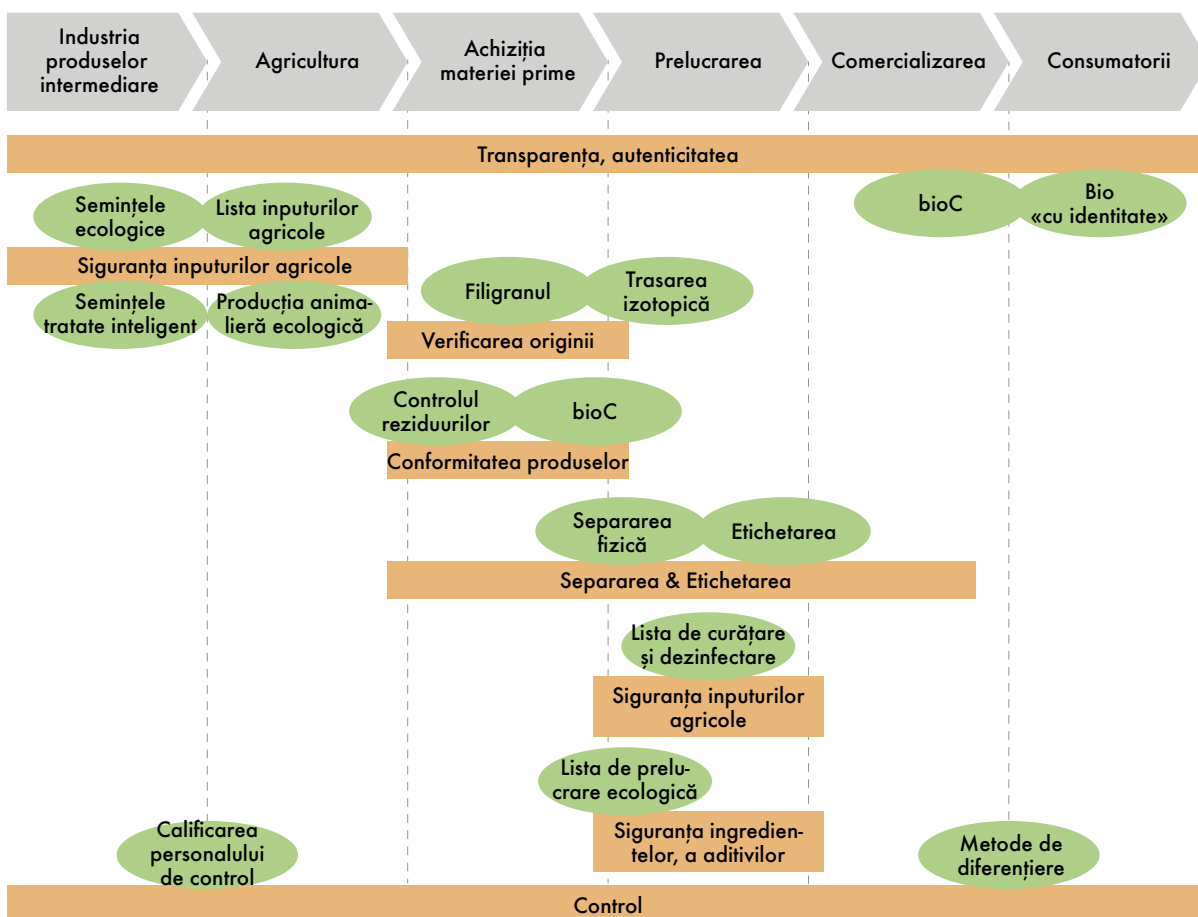 Industria
produselor
intermediare
Agricultura
Achiziția
materiei prime
Prelucrarea
Comercializarea
Consumatorii
Transparența, autenticitatea
Semințele
ecologice
Lista inputurilor
agricole
bioC
Bio
«cu identitate»
Siguranța inputurilor agricole
Semințele
tratate inteligent
Producția anima-
lieră ecologică
Filigranul
Trasarea
izotopică
Verificarea originii
Controlul
reziduurilor
bioC
Conformitatea produselor
Separarea
fizică
Etichetarea
Separarea & Etichetarea
Lista de curățare
și dezinfectare
Siguranța inputurilor
agricole
Lista de prelu-
crare ecologică
Siguranța ingredien-
telor, a aditivilor
Calificarea
personalului
de control
Metode de
diferențiere
Control